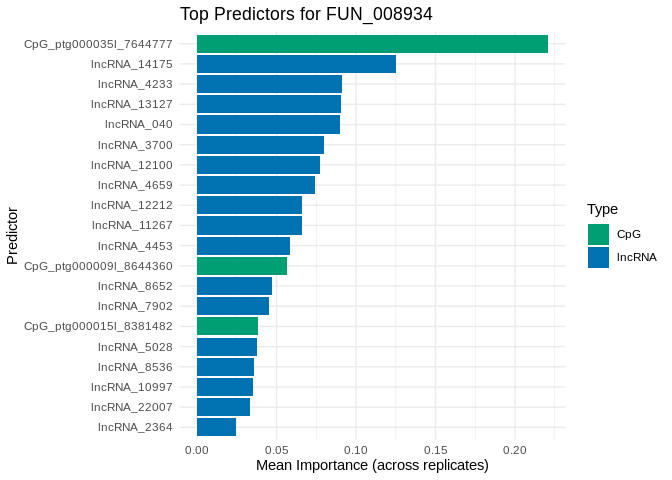 Top Predictors for FUN_008934
Predictor
CpG_ptg000035l_7644777
lncRNA_14175
lncRNA_4233
lncRNA_13127
lncRNA_040
lncRNA_3700
lncRNA_12100
lncRNA_4659
lncRNA_12212
lncRNA_11267
lncRNA_4453
CpG_ptg000009l_8644360
lncRNA_8652
lncRNA_7902
CpG_ptg000015l_8381482
lncRNA_5028
lncRNA_8536
lncRNA_10997
lncRNA_22007
lncRNA_2364
0.00 0.05 0.10 0.15 0.20
Mean Importance (across replicates)
Type
CpG
lncRNA